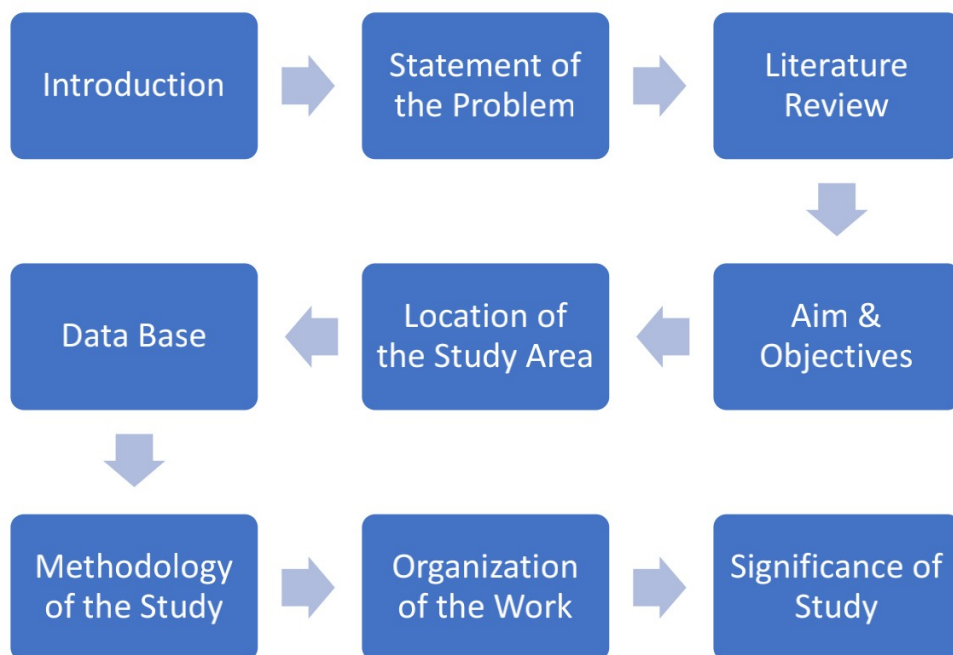 Introduction
Statement of
the Problem
Literature
Review
Aim &
Objectives
Location of
the Study Area
Data Base
Methodology
of the Study
Organization
of the Work
Significance of
Study